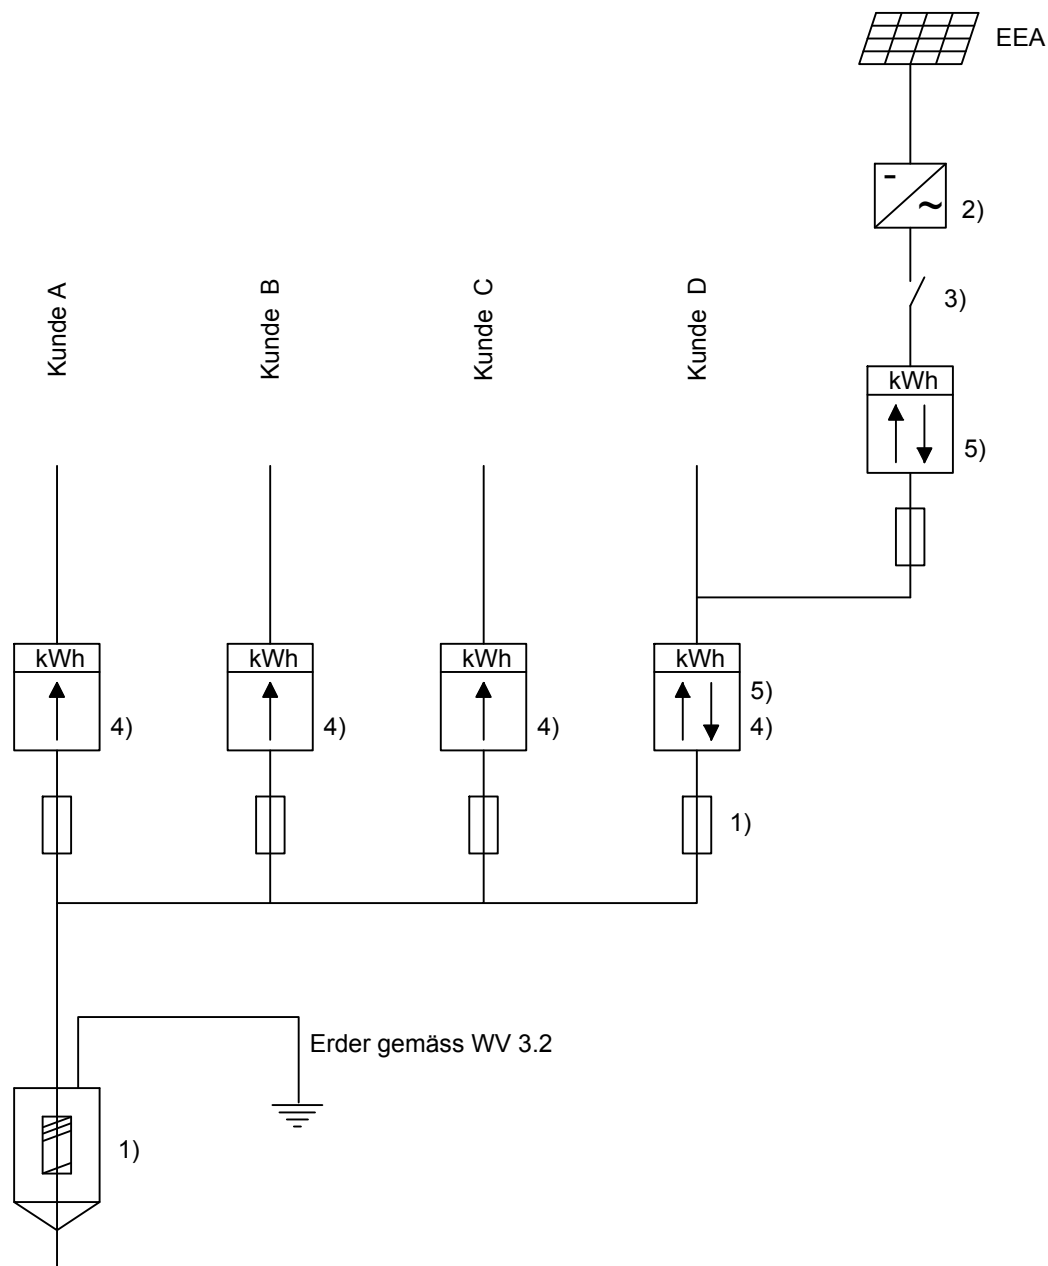 EEA
2)
3)
Kunde A
Kunde B
Kunde C
Kunde D
kWh
5)
kWh
4)
kWh
4)
kWh
4)
kWh
5)
4)
1)
Erder gemäss WV 3.2
1)